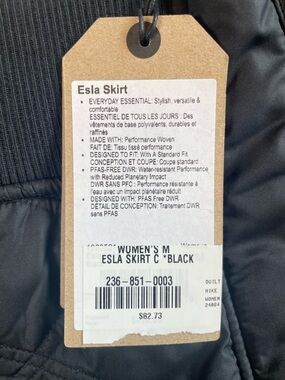 Esla Skirt
• EVERYDAY ESSENTIAL: Stylish, versatile &
comfortable
ESSENTIEL DE TOUS LES JOURS : Des
vêtements de base polyvalents, durables et
raffinés
• MADE WITH: Performance Woven
FAIT DE: Tissu tissé performance
• DESIGNED TO FIT: With A Standard Fit
CONCEPTION ET COUPE: Coupe standard
• PFAS-FREE DWR: Water-resistant Performance
with Reduced Planetary Impact
DWR SANS PFC : Performance résistante à
l'eau avec un impact planétaire réduit
• DESIGNED WITH: PFAS Free DWR
DÉTAIL DE CONCEPTION: Traitement DWR
sans PFAS
WOMEN'S M
ESLA SKIRT C *BLACK
236-851-0003
$82.73
OUTLT
HIKE
WOMEN